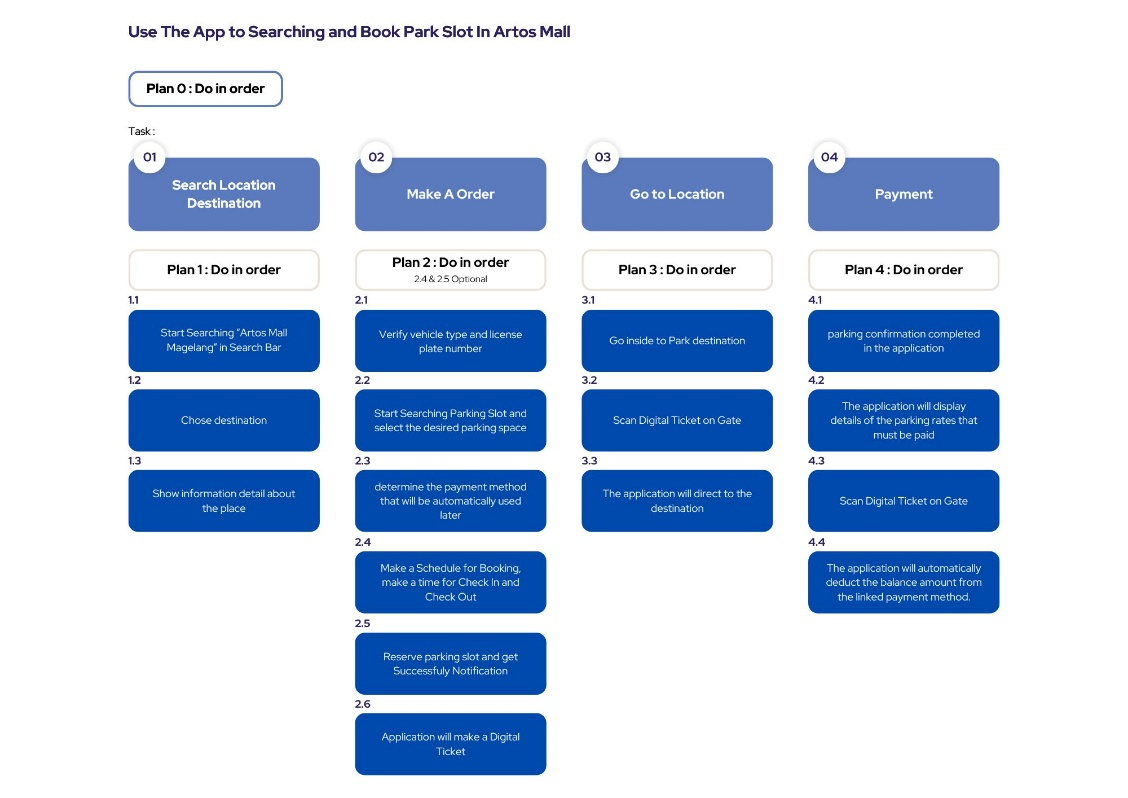 Use The App to Searching and Book Park Slot In Artos Mall
Plan 0 : Do in order
Task :
01
Search Location
Destination
Plan 1 : Do in order
1.1
Start Searching "Artos Mall
Magelang" in Search Bar
1.2
Chose destination
1.3
Show information detail about
the place
02
Make A Order
Plan 2 : Do in order
2.4 & 2.5 Optional
2.1
Verify vehicle type and license
plate number
2.2
Start Searching Parking Slot and
select the desired parking space
2.3
determine the payment method
that will be automatically used
later
2.4
Make a Schedule for Booking,
make a time for Check In and
Check Out
2.5
Reserve parking slot and get
Successfuly Notification
2.6
Application will make a Digital
Ticket
03
Go to Location
Plan 3 : Do in order
3.1
Go inside to Park destination
3.2
Scan Digital Ticket on Gate
3.3
The application will direct to the
destination
04
Payment
Plan 4 : Do in order
4.1
parking confirmation completed
in the application
4.2
The application will display
details of the parking rates that
must be paid
4.3
Scan Digital Ticket on Gate
4.4
The application will automatically
deduct the balance amount from
the linked payment method.